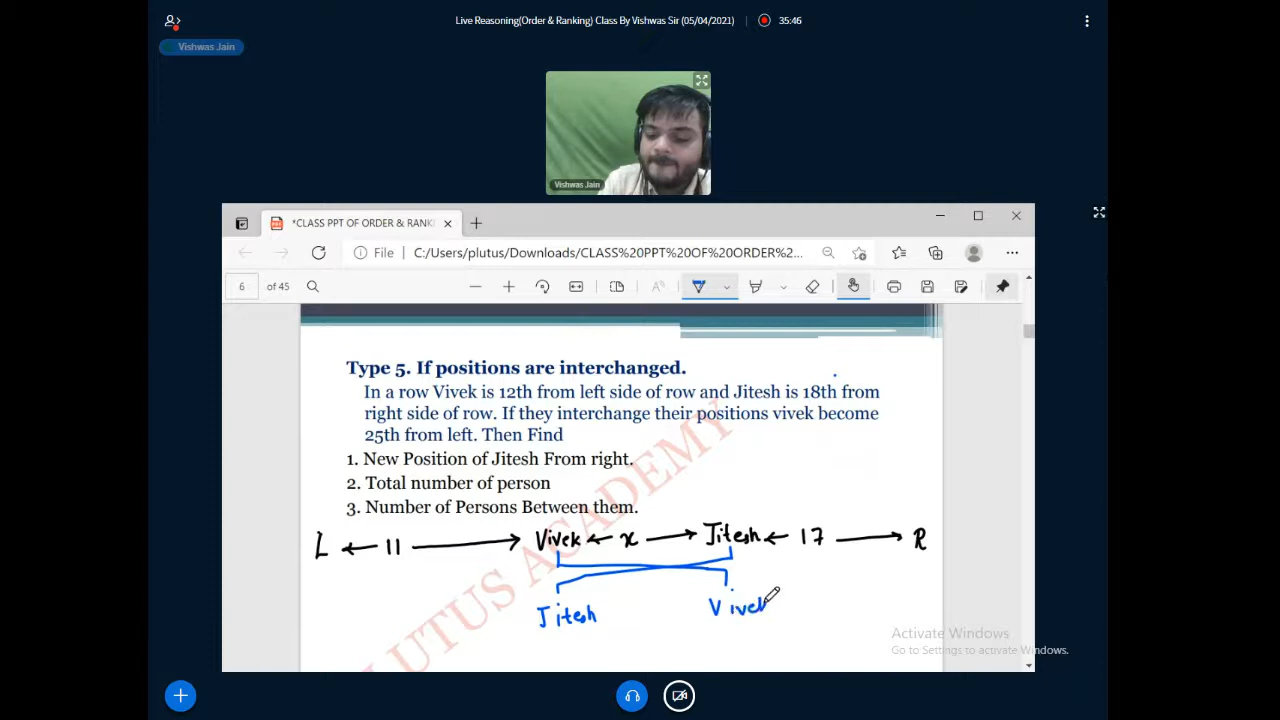 Live Reasoning(Order & Ranking) Class By Vishwas Sir (05/04/2021) 35:46
Vishwas Jain
Vishwas Jain
*CLASS PPT OF ORDER & RANKI
File C:/Users/plutus/Downloads/CLASS%20PPT%20OF%20ORDER%2...
6 of 45
Type 5. If positions are interchanged.
In a row Vivek is 12th from left side of row and Jitesh is 18th from
right side of row. If they interchange their positions vivek become
25th from left. Then Find
1. New Position of Jitesh From right.
2. Total number of person
3. Number of Persons Between them.
L ← 11 → Vivek ← x → Jitesh ← 17 → R
Jitesh Vivek
LUTUS ACADEMY
Activate Windows
Go to Settings to activate Windows.